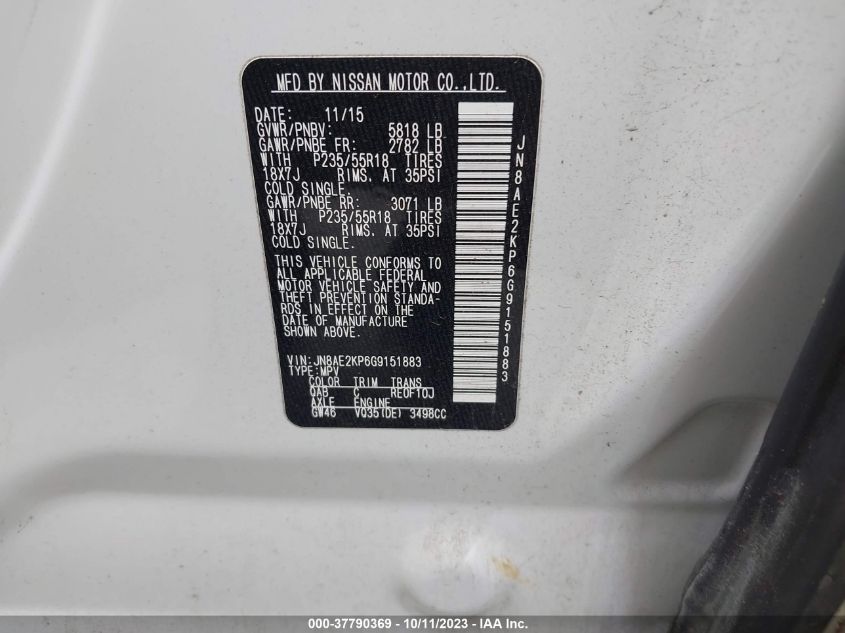 MFD BY NISSAN MOTOR CO.,LTD.
DATE: 11/15
GVWR/PNBV: 5818 LB
GAWR/PNBE FR: 2782 LB
WITH P235/55R18 TIRES
18X7J RIMS, AT 35PSI
COLD SINGLE.
GAWR/PNBE RR: 3071 LB
WITH P235/55R18 TIRES
18X7J RIMS, AT 35PSI
COLD SINGLE.
THIS VEHICLE CONFORMS TO
ALL APPLICABLE FEDERAL
MOTOR VEHICLE SAFETY AND
THEFT PREVENTION STANDA-
RDS IN EFFECT ON THE
DATE OF MANUFACTURE
SHOWN ABOVE.
VIN:JN8AE2KP6G9151883
TYPE:MPV
COLOR TRIM TRANS
QAB C RE0F10J
AXLE ENGINE
GW46 VQ35(DE) 3498CC
JN8AE2KP6G9151883
000-37790369 - 10/11/2023 - IAA Inc.